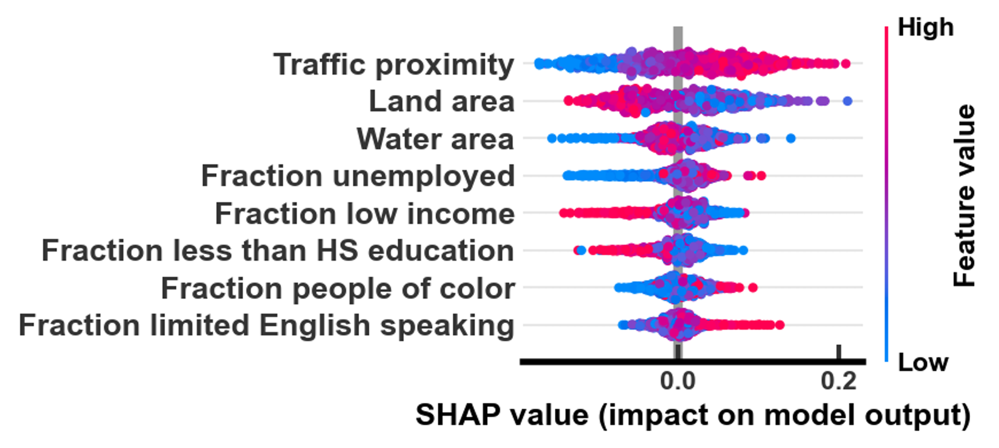 High
Traffic proximity
Land area
Water area
Fraction unemployed
Fraction low income
Fraction less than HS education
Fraction people of color
Fraction limited English speaking
Feature value
Low
0.0 0.2
SHAP value (impact on model output)